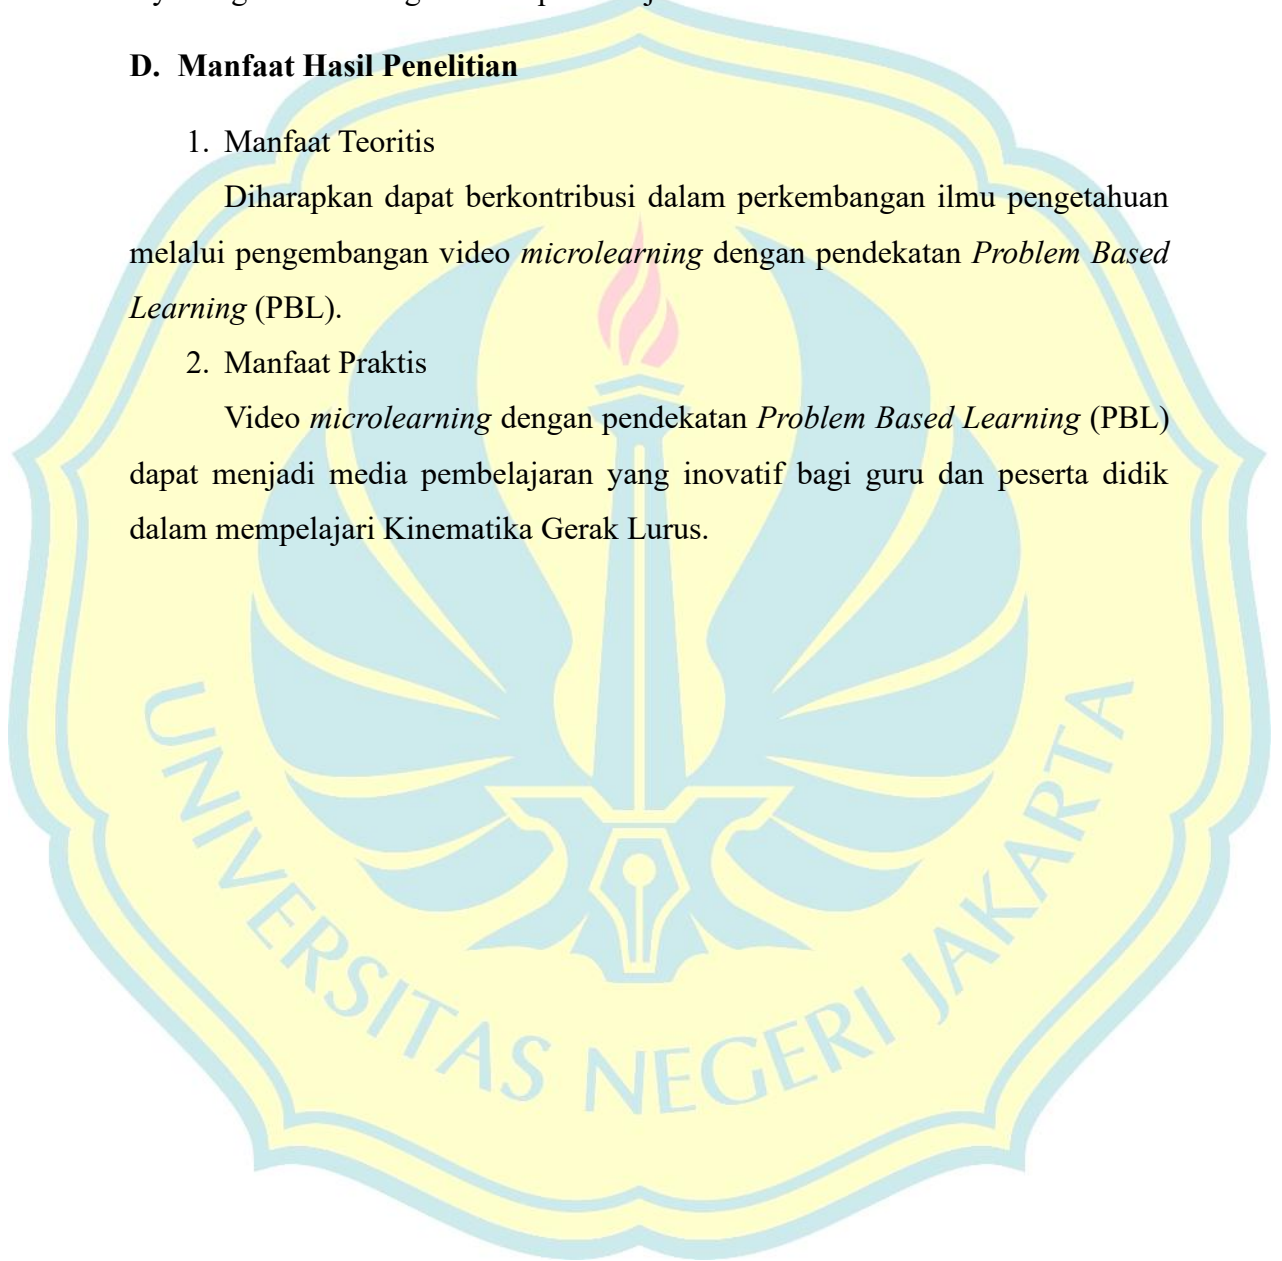 D. Manfaat Hasil Penelitian
1. Manfaat Teoritis
Diharapkan dapat berkontribusi dalam perkembangan ilmu pengetahuan
melalui pengembangan video microlearning dengan pendekatan Problem Based
Learning (PBL).
2. Manfaat Praktis
Video microlearning dengan pendekatan Problem Based Learning (PBL)
dapat menjadi media pembelajaran yang inovatif bagi guru dan peserta didik
dalam mempelajari Kinematika Gerak Lurus.
UNIVERSITAS NEGERI JAKARTA